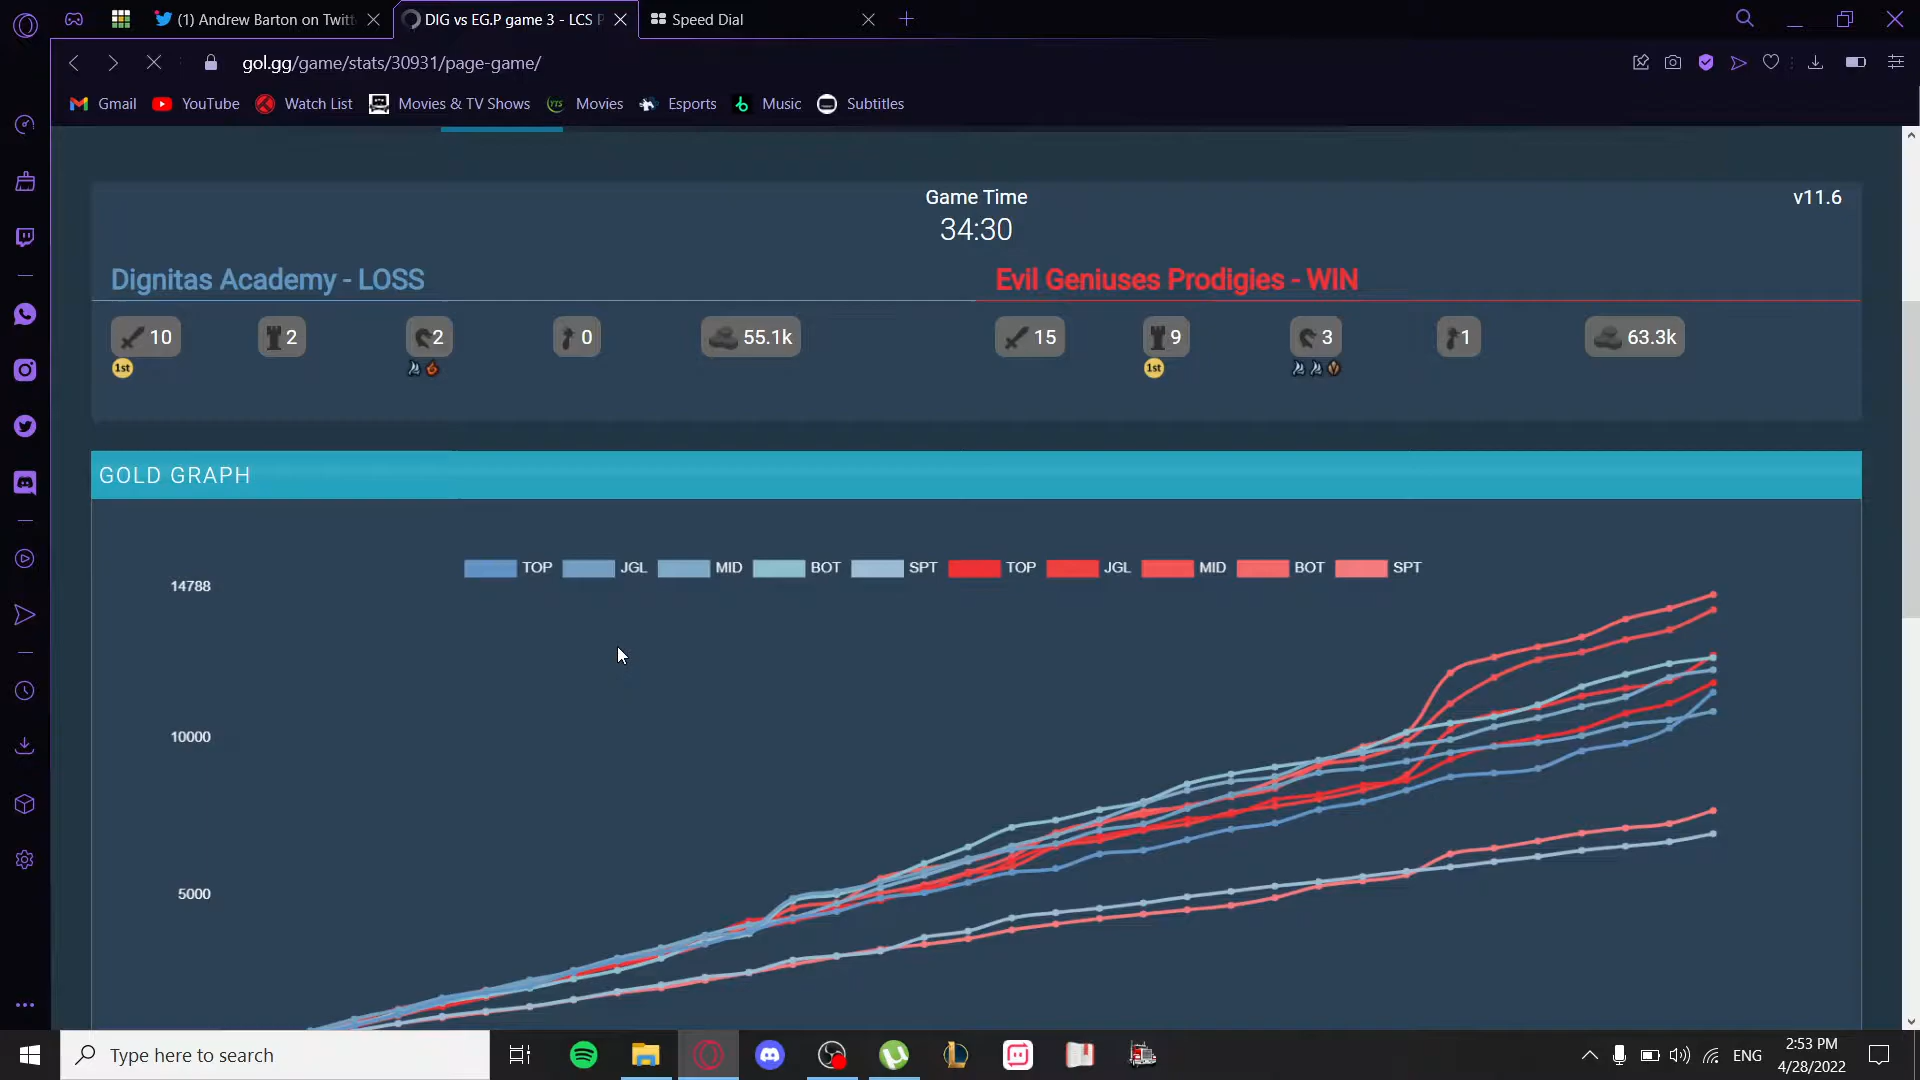 (1) Andrew Barton on Twitt
DIG vs EG.P game 3 - LCS P
Speed Dial
gol.gg/game/stats/30931/page-game/
Gmail
YouTube
Watch List
Movies & TV Shows
YTS
Movies
Esports
Music
Subtitles
Game Time
v11.6
34:30
Dignitas Academy - LOSS
Evil Geniuses Prodigies - WIN
10
2
2
0
55.1k
15
9
3
1
63.3k
1st
1st
GOLD GRAPH
TOP
JGL
MID
BOT
SPT
TOP
JGL
MID
BOT
SPT
14788
10000
5000
Type here to search
ENG
2:53 PM
4/28/2022